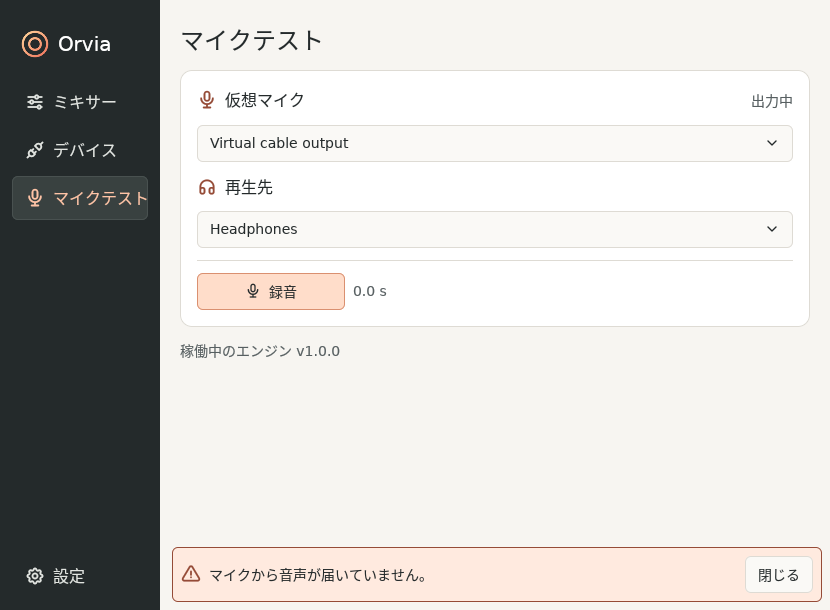 Orvia
ミキサー
デバイス
マイクテスト
設定
マイクテスト
仮想マイク
出力中
Virtual cable output
再生先
Headphones
録音
0.0 s
稼働中のエンジン v1.0.0
マイクから音声が届いていません。
閉じる